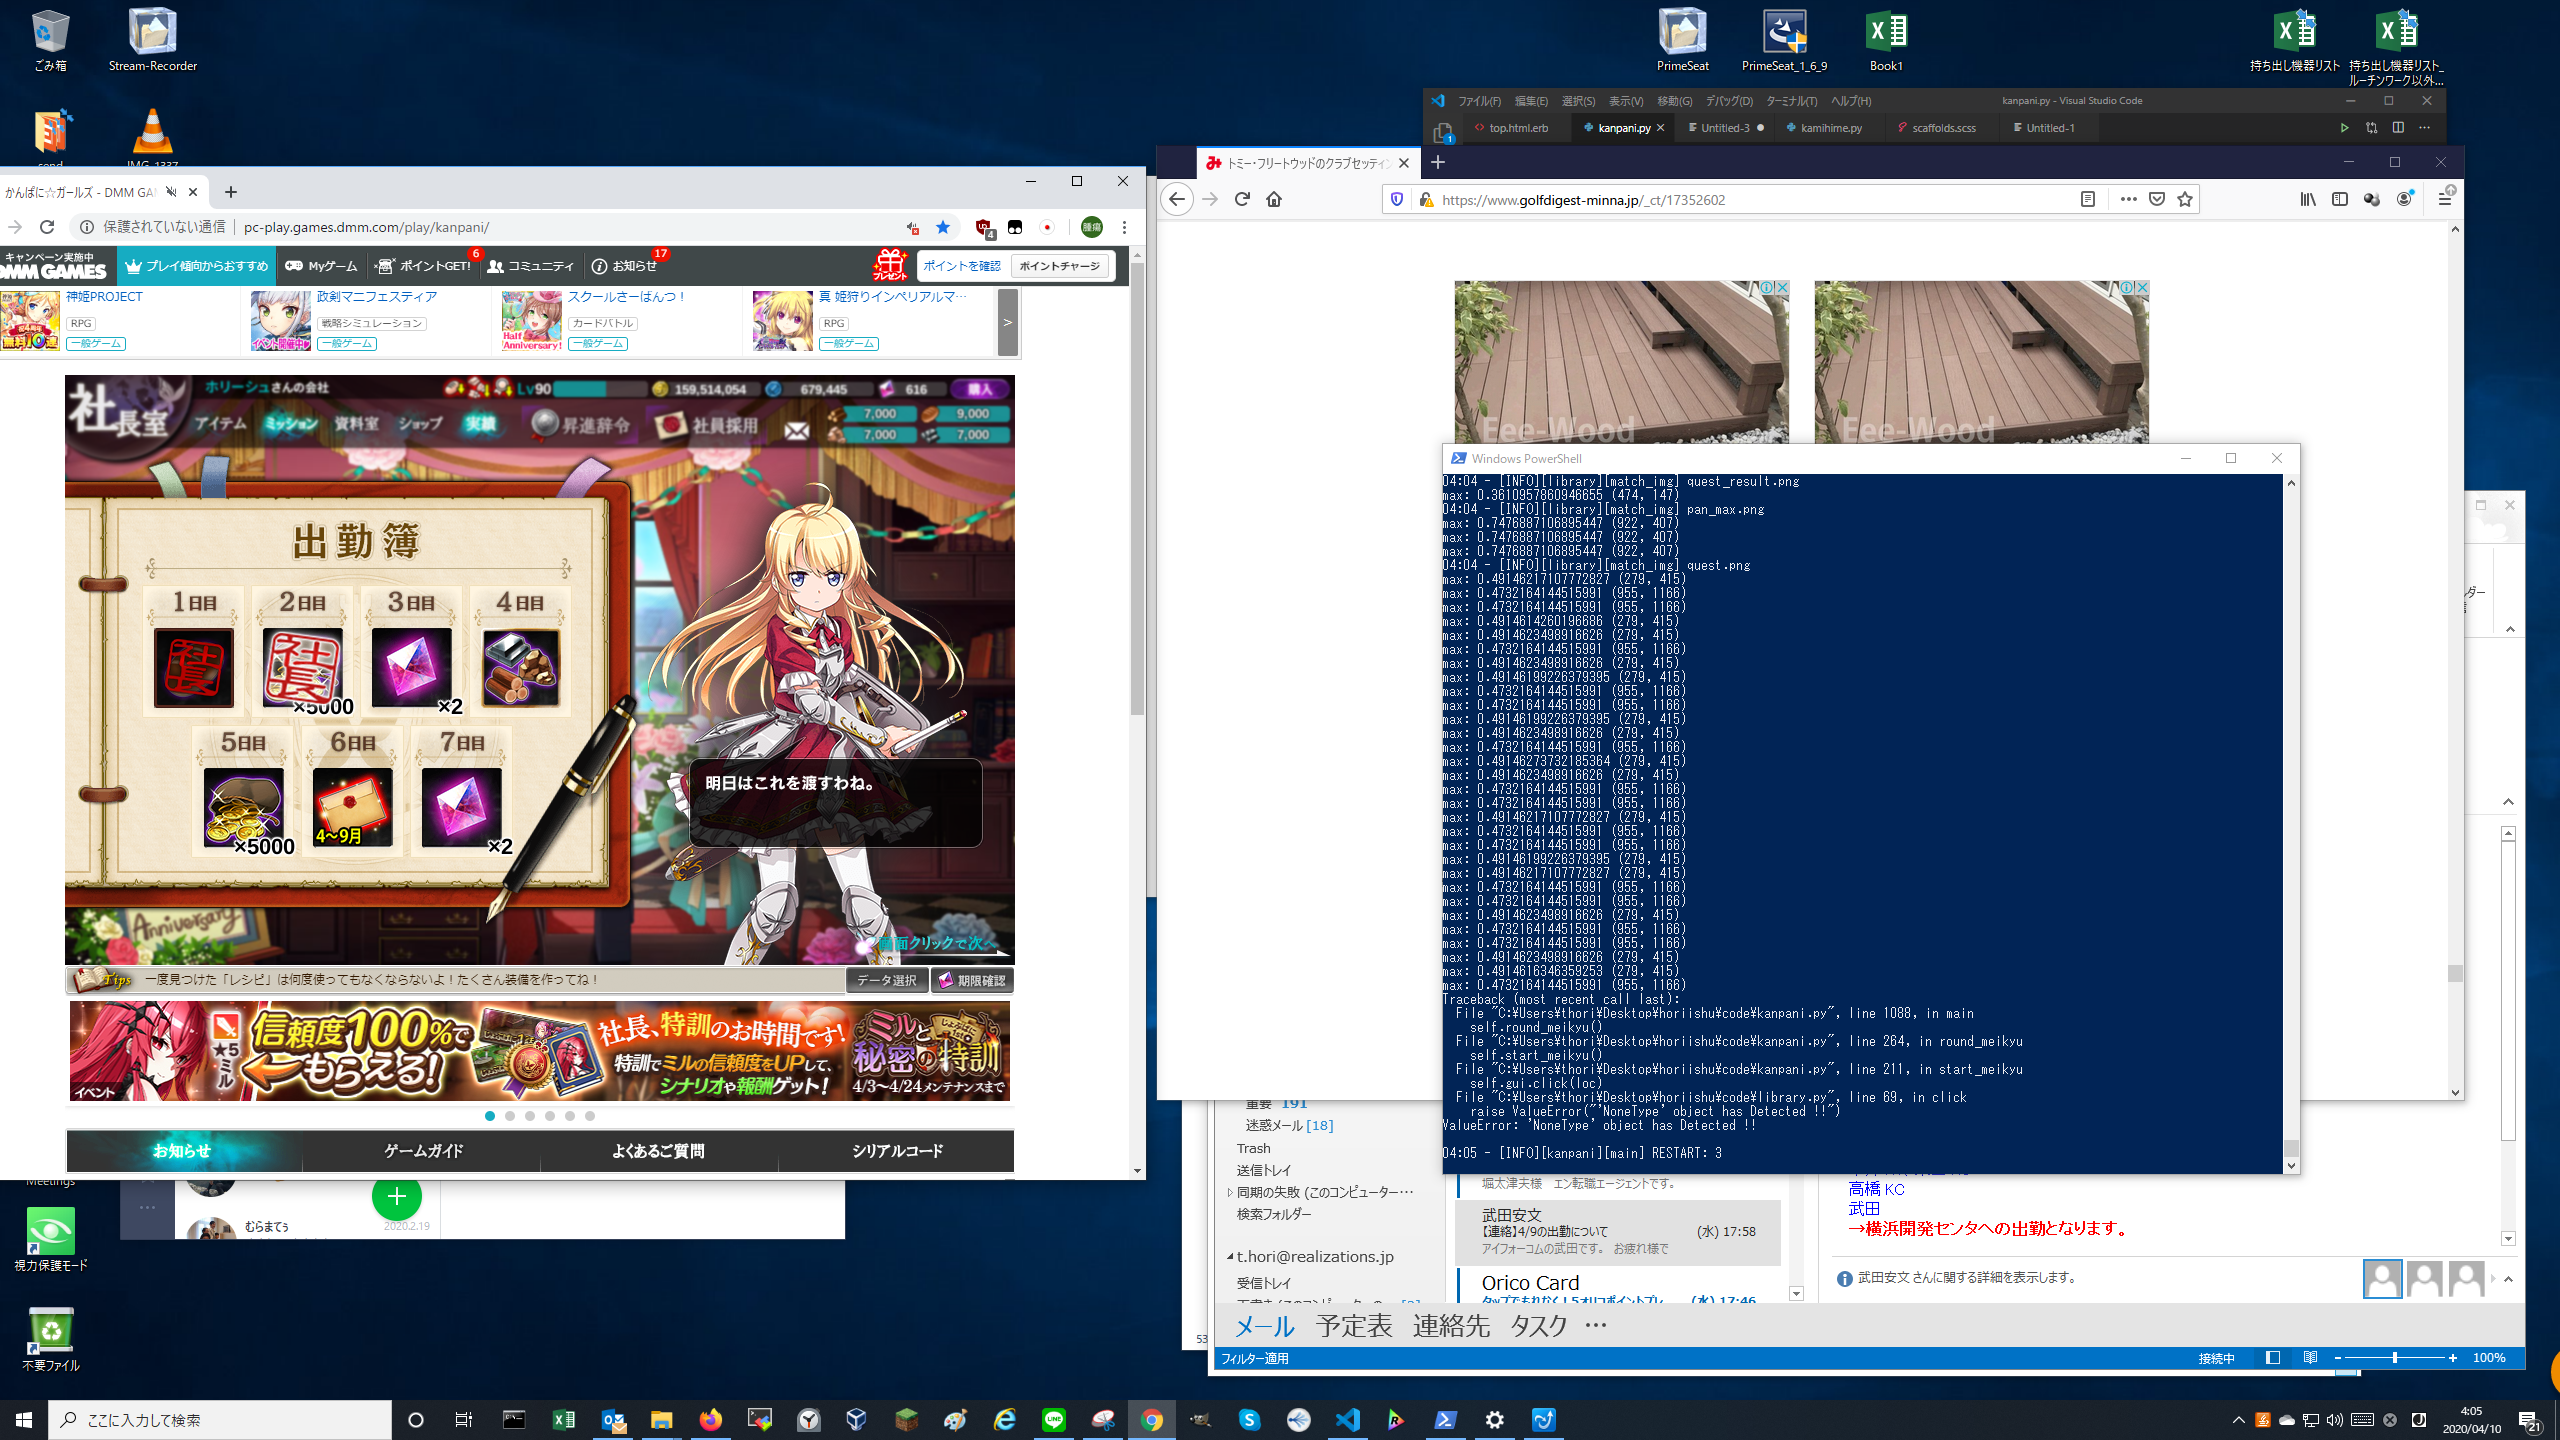 ごみ箱
Stream-Recorder
PrimeSeat
PrimeSeat_1_6_9
Book1
持ち出し機器リスト
持ち出し機器リスト_
ルーチンワーク以外...
send
IMG_1337
ファイル(F) 編集(E) 選択(S) 表示(V) 移動(G) デバッグ(D) ターミナル(T) ヘルプ(H)
kanpani.py - Visual Studio Code
top.html.erb
kanpani.py
Untitled-3
kamihime.py
scaffolds.scss
Untitled-1
1
かんぱに☆ガールズ - DMM GA
保護されていない通信
pc-play.games.dmm.com/play/kanpani/
4
キャンペーン実施中
DMM GAMES
プレイ傾向からおすすめ
Myゲーム
ポイントGET!
6
コミュニティ
お知らせ
17
プレゼント
ポイントを確認
ポイントチャージ
神姫PROJECT
RPG
一般ゲーム
政剣マニフェスティア
戦略シミュレーション
一般ゲーム
スクールさーばんつ！
カードバトル
一般ゲーム
真 姫狩りインペリアルマ…
RPG
一般ゲーム
>
社長室
ホリーシュさんの会社
Lv90
159,514,054
679,445
616
購入
アイテム
ミッション
資料室
ショップ
実績
昇進辞令
社員採用
7,000
9,000
7,000
7,000
出勤簿
1日目
2日目
3日目
4日目
×5000
×2
5日目
6日目
7日目
×5000
4〜9月
×2
明日はこれを渡すわね。
Anniversary
画面クリックで次へ
Tips
一度見つけた「レシピ」は何度使ってもなくならないよ！たくさん装備を作ってね！
データ選択
期限確認
イベント
★5
ミル
信頼度100%で
もらえる!
社長、特訓のお時間です!
特訓でミルの信頼度をUPして、
シナリオや報酬ゲット!
ミルと
秘密の特訓
4/3〜4/24メンテナンスまで
お知らせ
ゲームガイド
よくあるご質問
シリアルコード
トミー・フリートウッドのクラブセッティン
https://www.golfdigest-minna.jp/_ct/17352602
Eee-Wood
Eee-Wood
Windows PowerShell
04:04 - [INFO][library][match_img] quest_result.png
max: 0.3610957860946655 (474, 147)
04:04 - [INFO][library][match_img] pan_max.png
max: 0.7476887106895447 (922, 407)
max: 0.7476887106895447 (922, 407)
max: 0.7476887106895447 (922, 407)
04:04 - [INFO][library][match_img] quest.png
max: 0.49146217107772827 (279, 415)
max: 0.4732164144515991 (955, 1166)
max: 0.4732164144515991 (955, 1166)
max: 0.4914614260196686 (279, 415)
max: 0.4914623498916626 (279, 415)
max: 0.4732164144515991 (955, 1166)
max: 0.4914623498916626 (279, 415)
max: 0.49146199226379395 (279, 415)
max: 0.4732164144515991 (955, 1166)
max: 0.4732164144515991 (955, 1166)
max: 0.49146199226379395 (279, 415)
max: 0.4914623498916626 (279, 415)
max: 0.4732164144515991 (955, 1166)
max: 0.49146273732185364 (279, 415)
max: 0.4914623498916626 (279, 415)
max: 0.4732164144515991 (955, 1166)
max: 0.4732164144515991 (955, 1166)
max: 0.49146217107772827 (279, 415)
max: 0.4732164144515991 (955, 1166)
max: 0.4732164144515991 (955, 1166)
max: 0.49146199226379395 (279, 415)
max: 0.49146217107772827 (279, 415)
max: 0.4732164144515991 (955, 1166)
max: 0.4732164144515991 (955, 1166)
max: 0.4914623498916626 (279, 415)
max: 0.4732164144515991 (955, 1166)
max: 0.4732164144515991 (955, 1166)
max: 0.4914623498916626 (279, 415)
max: 0.4914616346359253 (279, 415)
max: 0.4732164144515991 (955, 1166)
Traceback (most recent call last):
File "C:¥Users¥thori¥Desktop¥horiishu¥code¥kanpani.py", line 1088, in main
self.round_meikyu()
File "C:¥Users¥thori¥Desktop¥horiishu¥code¥kanpani.py", line 264, in round_meikyu
self.start_meikyu()
File "C:¥Users¥thori¥Desktop¥horiishu¥code¥kanpani.py", line 211, in start_meikyu
self.gui.click(loc)
File "C:¥Users¥thori¥Desktop¥horiishu¥code¥library.py", line 69, in click
raise ValueError("'NoneType' object has Detected !!")
ValueError: 'NoneType' object has Detected !!
04:05 - [INFO][kanpani][main] RESTART: 3
Meetings
むらまてぅ
2020.2.19
視力保護モード
不要ファイル
重要 191
迷惑メール [18]
Trash
送信トレイ
同期の失敗 (このコンピューター…
検索フォルダー
t.hori@realizations.jp
受信トレイ
53
堀太津夫様 エン転職エージェントです。
武田安文
【連絡】4/9の出勤について
(水) 17:58
アイフォーコムの武田です。 お疲れ様で
Orico Card
(水) 17:46
高橋 KC
武田
→横浜開発センタへの出勤となります。
武田安文 さんに関する詳細を表示します。
メール 予定表 連絡先 タスク …
フィルター適用
接続中
100%
ここに入力して検索
4:05
2020/04/10
21